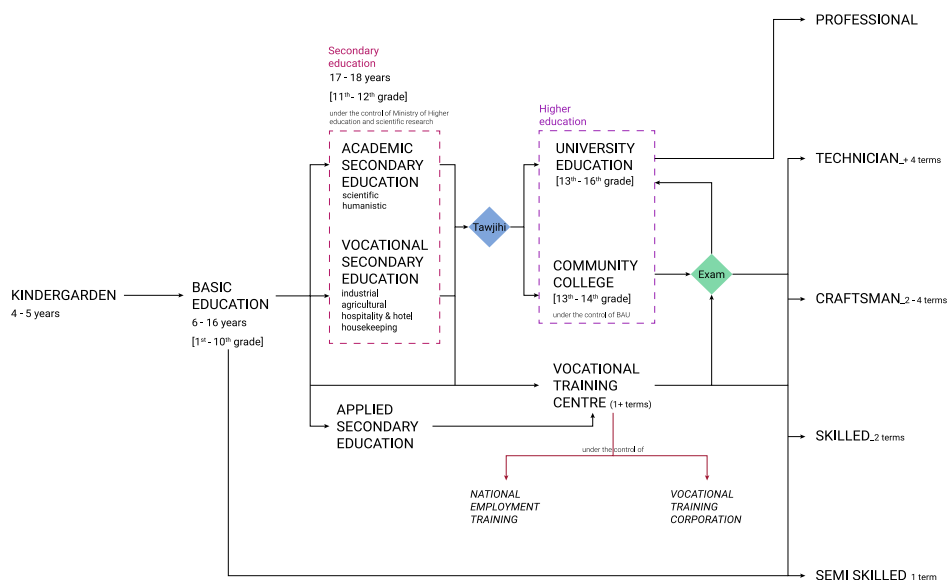 KINDERGARDEN
4 - 5 years
BASIC
EDUCATION
6 - 16 years
[1st - 10th grade]
Secondary
education
17 - 18 years
[11th - 12th grade]
under the control of Ministry of Higher
education and scientific research
ACADEMIC
SECONDARY
EDUCATION
scientific
humanistic
VOCATIONAL
SECONDARY
EDUCATION
industrial
agricultural
hospitality & hotel
housekeeping
APPLIED
SECONDARY
EDUCATION
Tawjihi
Higher
education
UNIVERSITY
EDUCATION
[13th - 16th grade]
COMMUNITY
COLLEGE
[13th - 14th grade]
under the control of BAU
VOCATIONAL
TRAINING
CENTRE (1+ terms)
under the control of
NATIONAL
EMPLOYMENT
TRAINING
VOCATIONAL
TRAINING
CORPORATION
Exam
PROFESSIONAL
TECHNICIAN_+ 4 terms
CRAFTSMAN_2 - 4 terms
SKILLED_2 terms
SEMI SKILLED_1 term